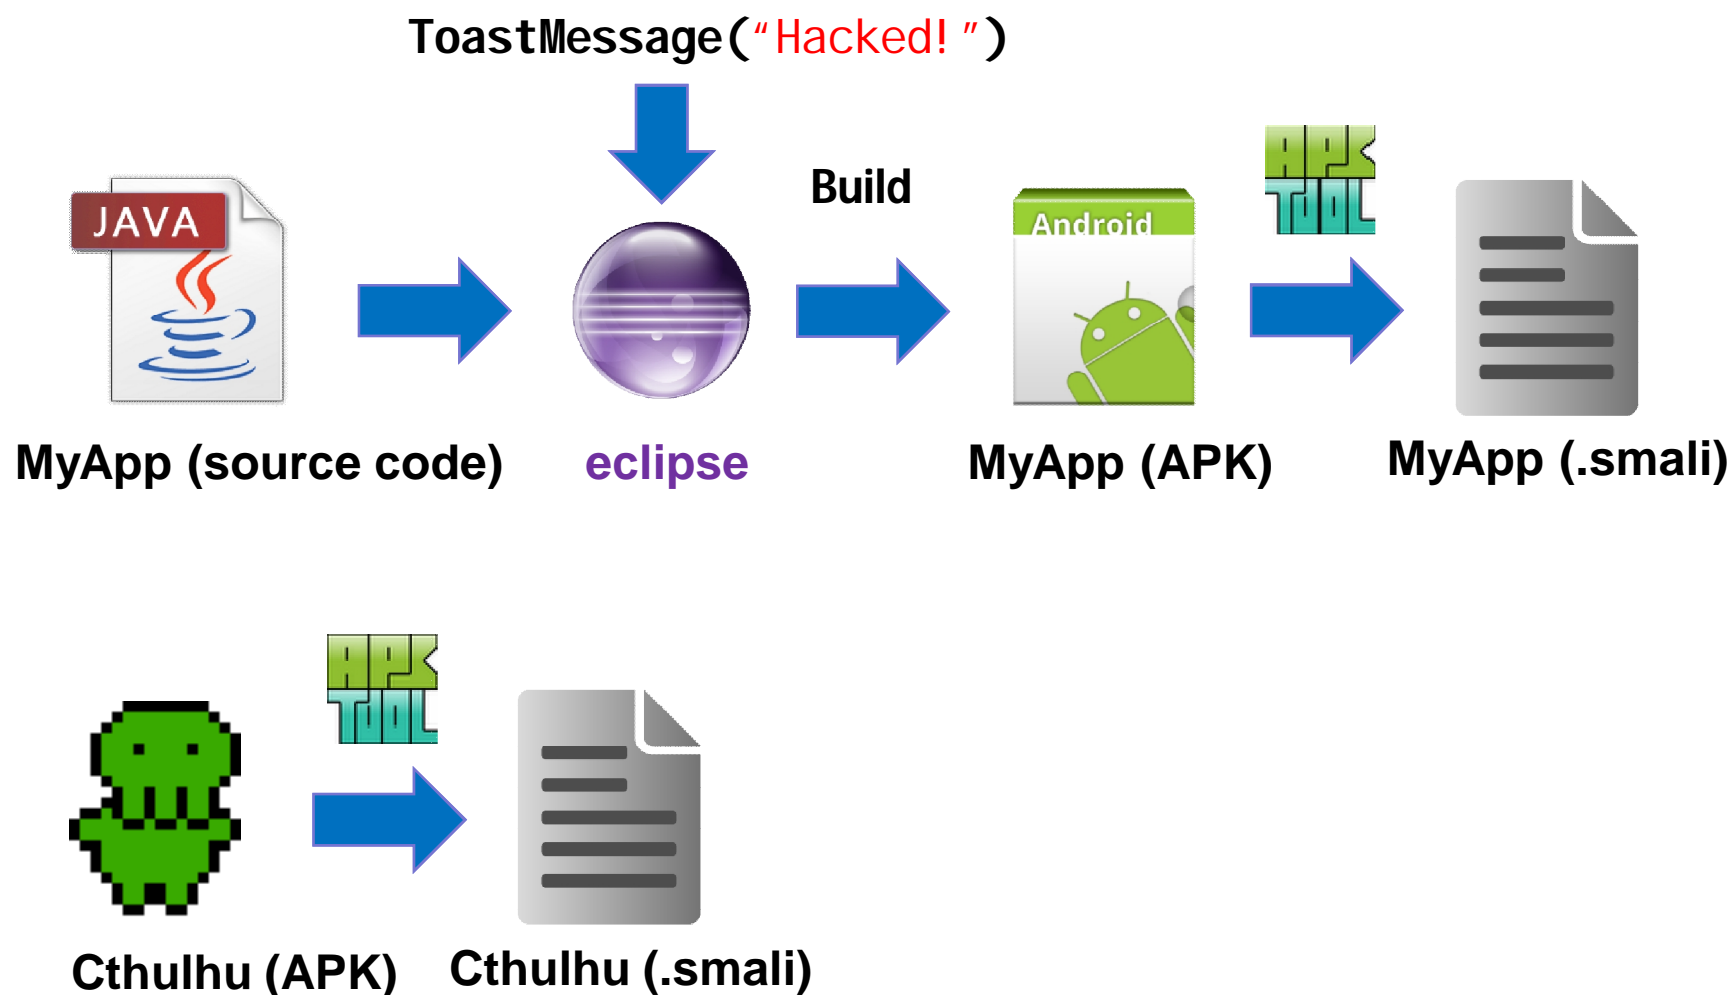 ToastMessage(“Hacked!”)
Build
JAVA
Android
APK
TOOL
MyApp (source code)
eclipse
MyApp (APK)
MyApp (.smali)
APK
TOOL
Cthulhu (APK)
Cthulhu (.smali)